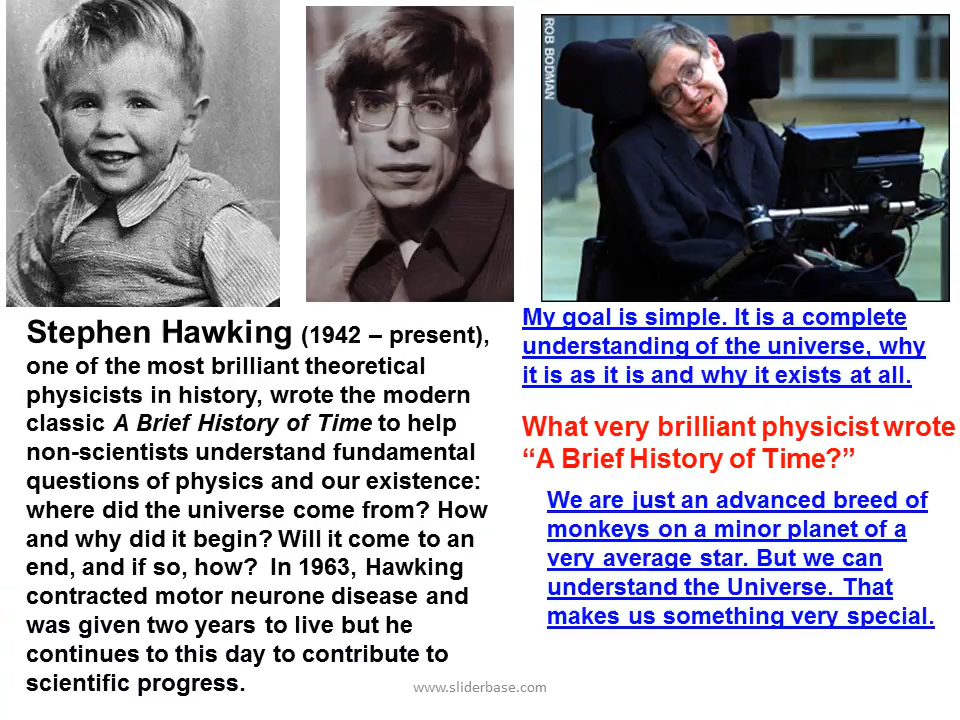 ROB BODMAN
Stephen Hawking (1942 – present),
one of the most brilliant theoretical
physicists in history, wrote the modern
classic A Brief History of Time to help
non-scientists understand fundamental
questions of physics and our existence:
where did the universe come from? How
and why did it begin? Will it come to an
end, and if so, how?  In 1963, Hawking
contracted motor neurone disease and
was given two years to live but he
continues to this day to contribute to
scientific progress.
My goal is simple. It is a complete
understanding of the universe, why
it is as it is and why it exists at all.
What very brilliant physicist wrote
“A Brief History of Time?”
We are just an advanced breed of
monkeys on a minor planet of a
very average star. But we can
understand the Universe. That
makes us something very special.
www.sliderbase.com